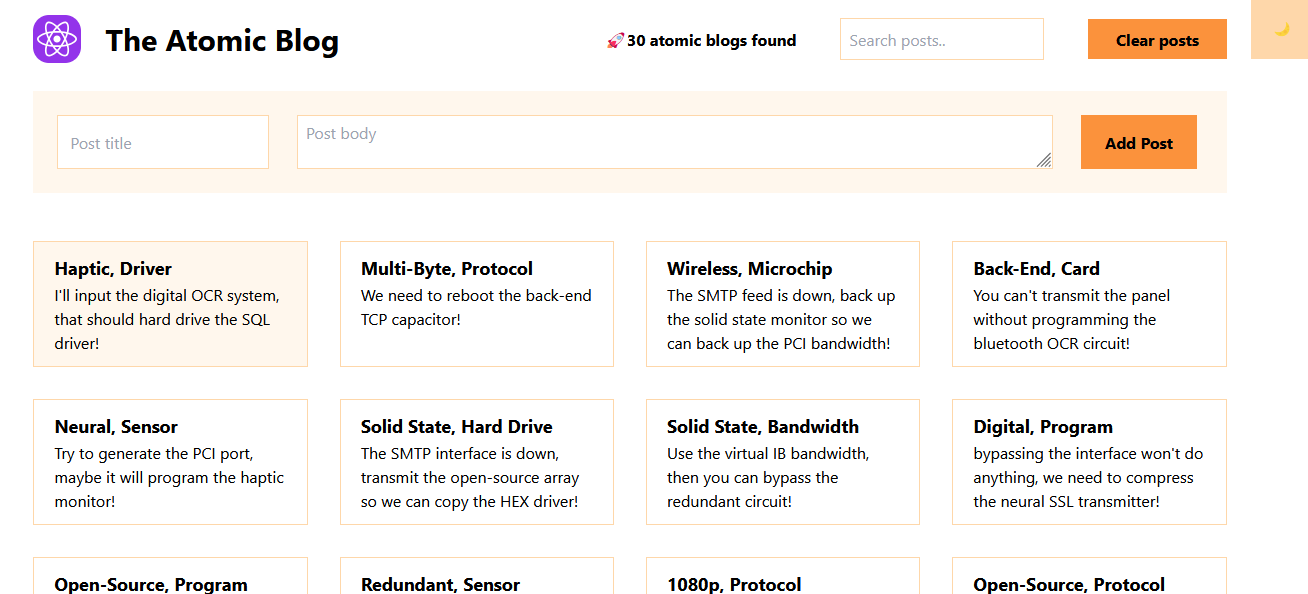 The Atomic Blog
🚀30 atomic blogs found
Search posts..
Clear posts
🌙
Post title
Post body
Add Post
Haptic, Driver
I'll input the digital OCR system,
that should hard drive the SQL
driver!
Multi-Byte, Protocol
We need to reboot the back-end
TCP capacitor!
Wireless, Microchip
The SMTP feed is down, back up
the solid state monitor so we
can back up the PCI bandwidth!
Back-End, Card
You can't transmit the panel
without programming the
bluetooth OCR circuit!
Neural, Sensor
Try to generate the PCI port,
maybe it will program the haptic
monitor!
Solid State, Hard Drive
The SMTP interface is down,
transmit the open-source array
so we can copy the HEX driver!
Solid State, Bandwidth
Use the virtual IB bandwidth,
then you can bypass the
redundant circuit!
Digital, Program
bypassing the interface won't do
anything, we need to compress
the neural SSL transmitter!
Open-Source, Program
Redundant, Sensor
1080p, Protocol
Open-Source, Protocol